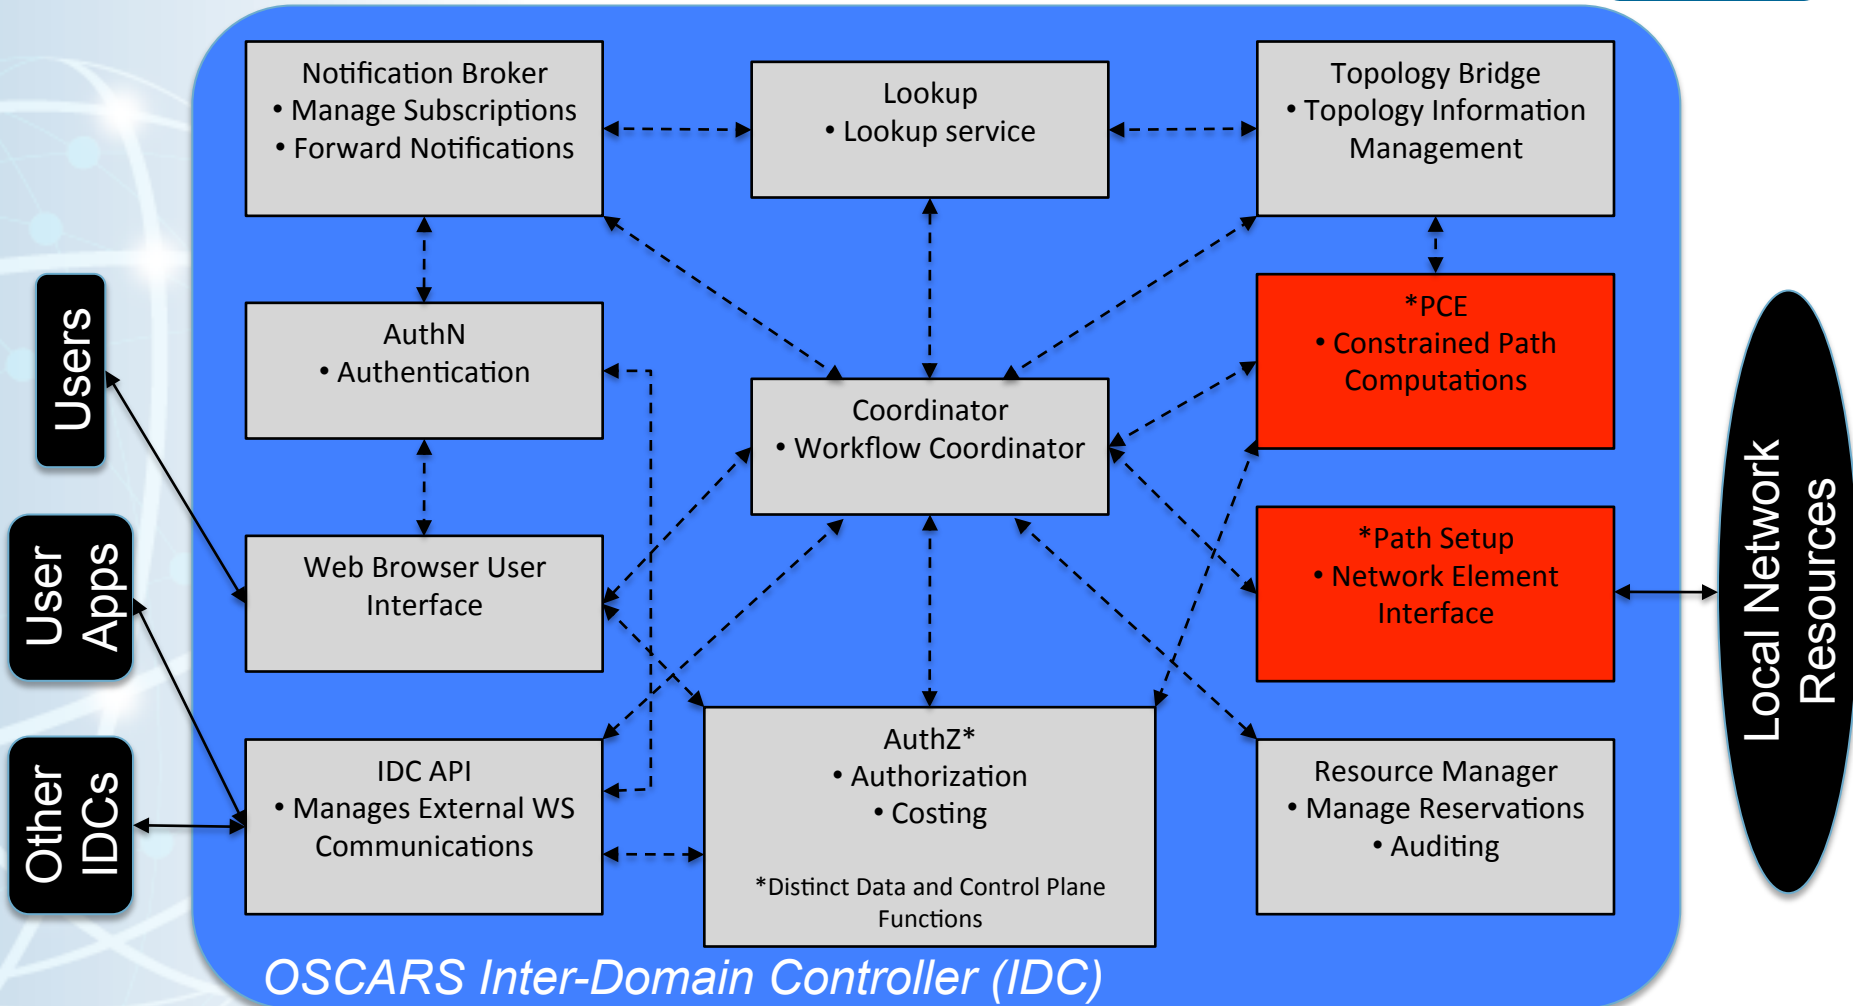 Notification Broker
• Manage Subscriptions
• Forward Notifications
Lookup
• Lookup service
Topology Bridge
• Topology Information
Management
Users
AuthN
• Authentication
*PCE
• Constrained Path
Computations
Coordinator
• Workflow Coordinator
User
Apps
Web Browser User
Interface
*Path Setup
• Network Element
Interface
Local Network
Resources
Other
IDCs
IDC API
• Manages External WS
Communications
AuthZ*
• Authorization
• Costing
*Distinct Data and Control Plane
Functions
Resource Manager
• Manage Reservations
• Auditing
OSCARS Inter-Domain Controller (IDC)